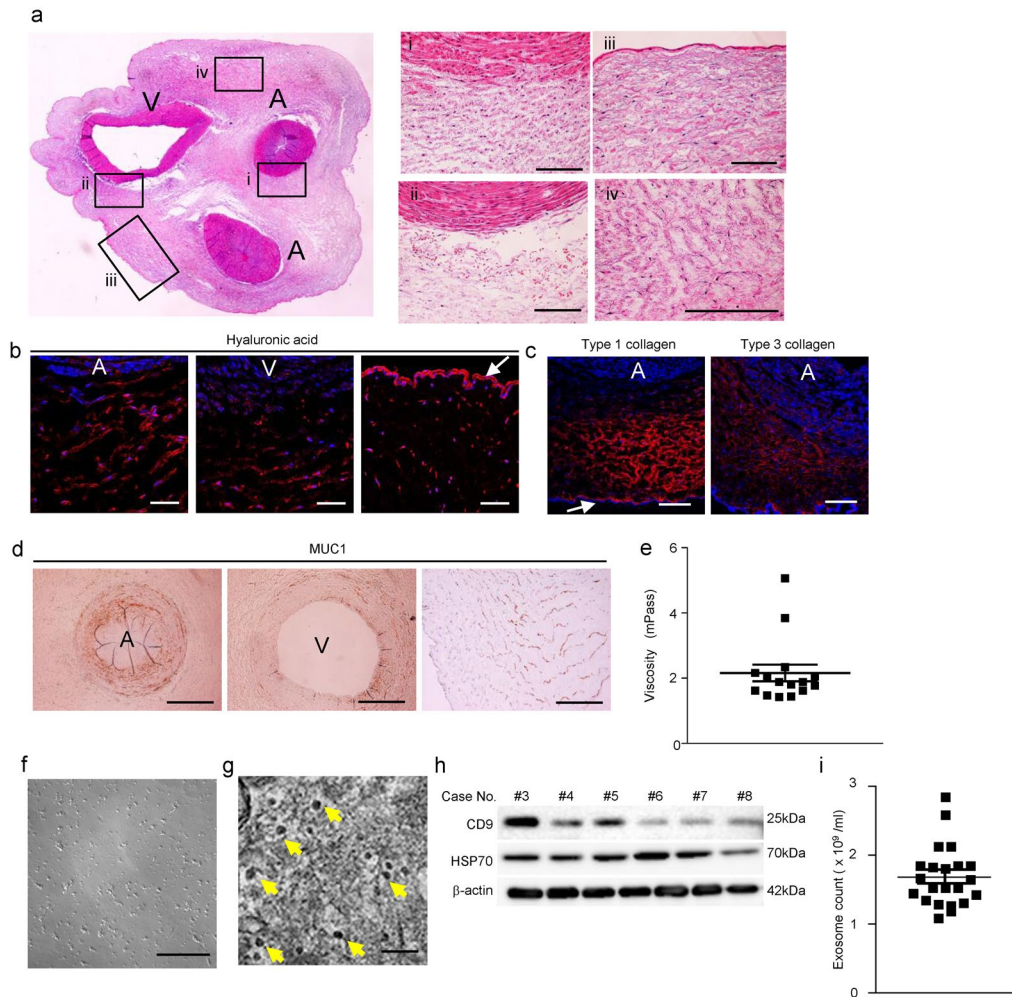 a
iv
V
A
ii
i
A
iii
i
iii
ii
iv
b
Hyaluronic acid
A
V
c
Type 1 collagen
Type 3 collagen
A
A
d
MUC1
A
V
e
6
4
2
0
Viscosity (mPass)
f
g
h
Case No. #3 #4 #5 #6 #7 #8
CD9 25kDa
HSP70 70kDa
β-actin 42kDa
i
3
2
1
0
Exosome count ( x 10⁹ /ml)